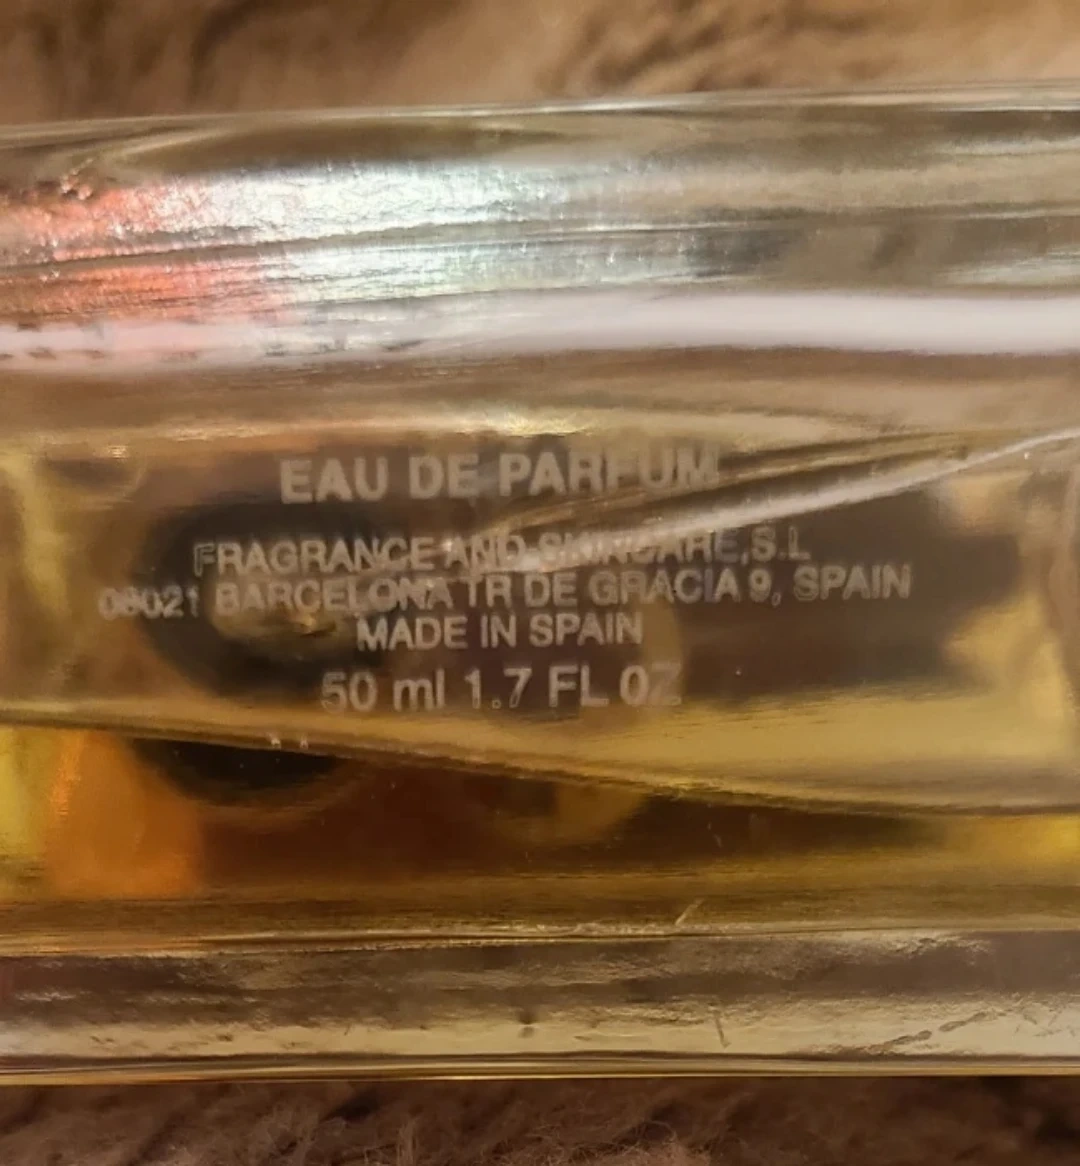 EAU DE PARFUM
FRAGRANCE AND SKINCARE,S.L
08021 BARCELONA TR DE GRACIA 9, SPAIN
MADE IN SPAIN
50 ml 1.7 FL OZ